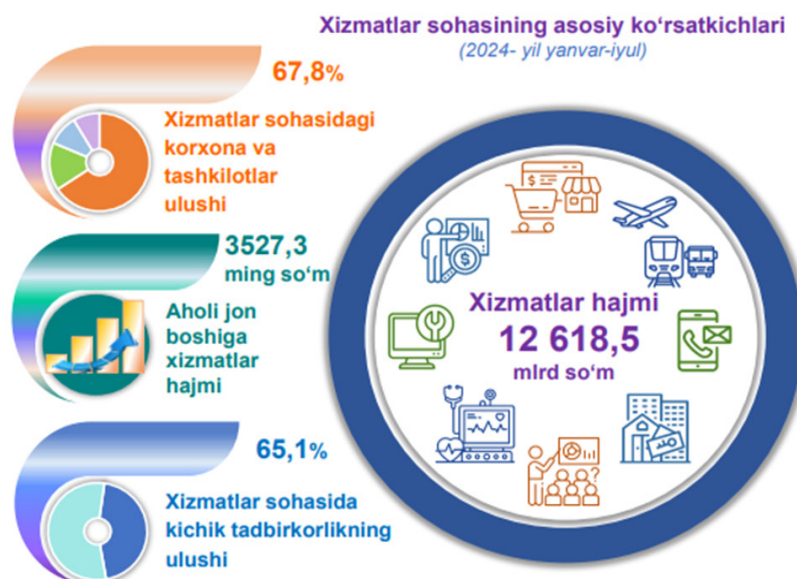 Xizmatlar sohasining asosiy ko‘rsatkichlari
(2024- yil yanvar-iyul)
67,8%
Xizmatlar sohasidagi
korxona va
tashkilotlar
ulushi
3527,3
ming so‘m
Aholi jon
boshiga
xizmatlar
hajmi
65,1%
Xizmatlar sohasida
kichik tadbirkorlikning
ulushi
Xizmatlar hajmi
12 618,5
mlrd so‘m